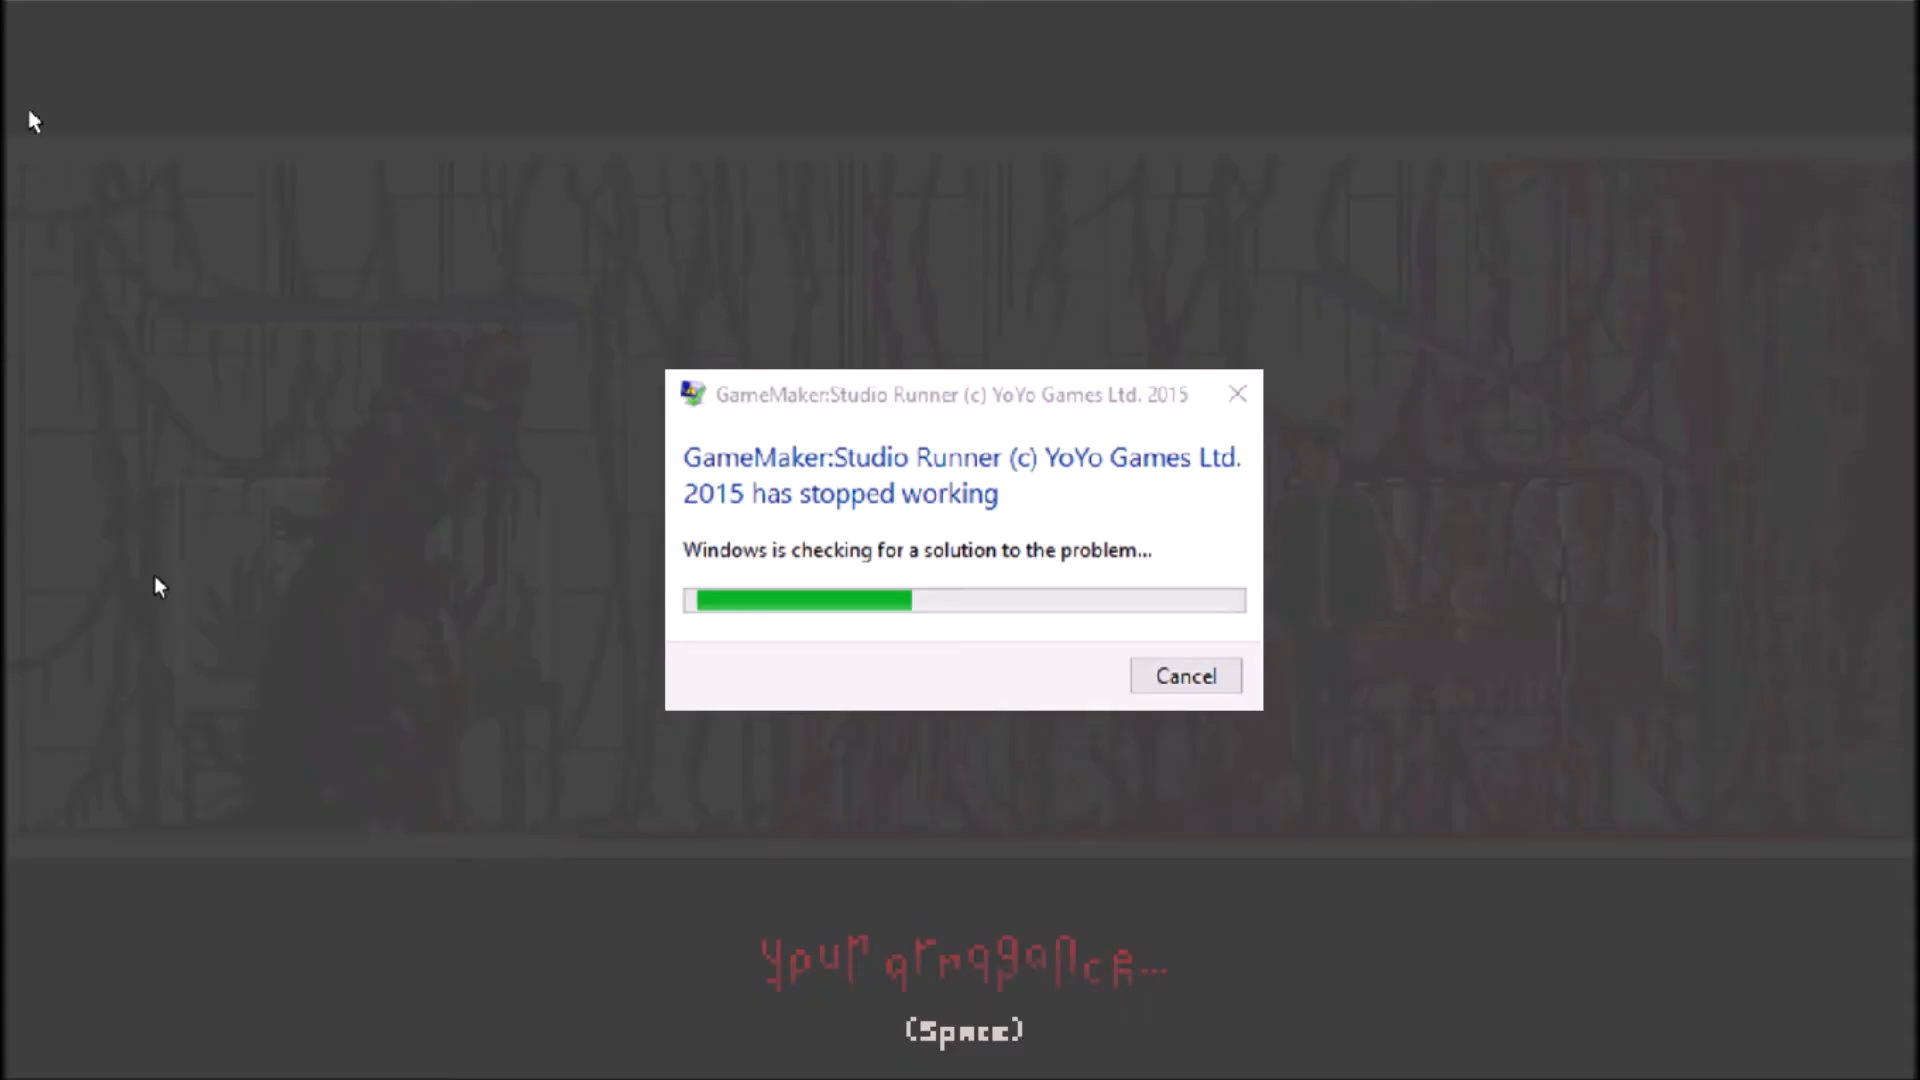 GameMaker:Studio Runner (c) YoYo Games Ltd. 2015
GameMaker:Studio Runner (c) YoYo Games Ltd.
2015 has stopped working
Windows is checking for a solution to the problem...
Cancel
your arrogance...
(Space)